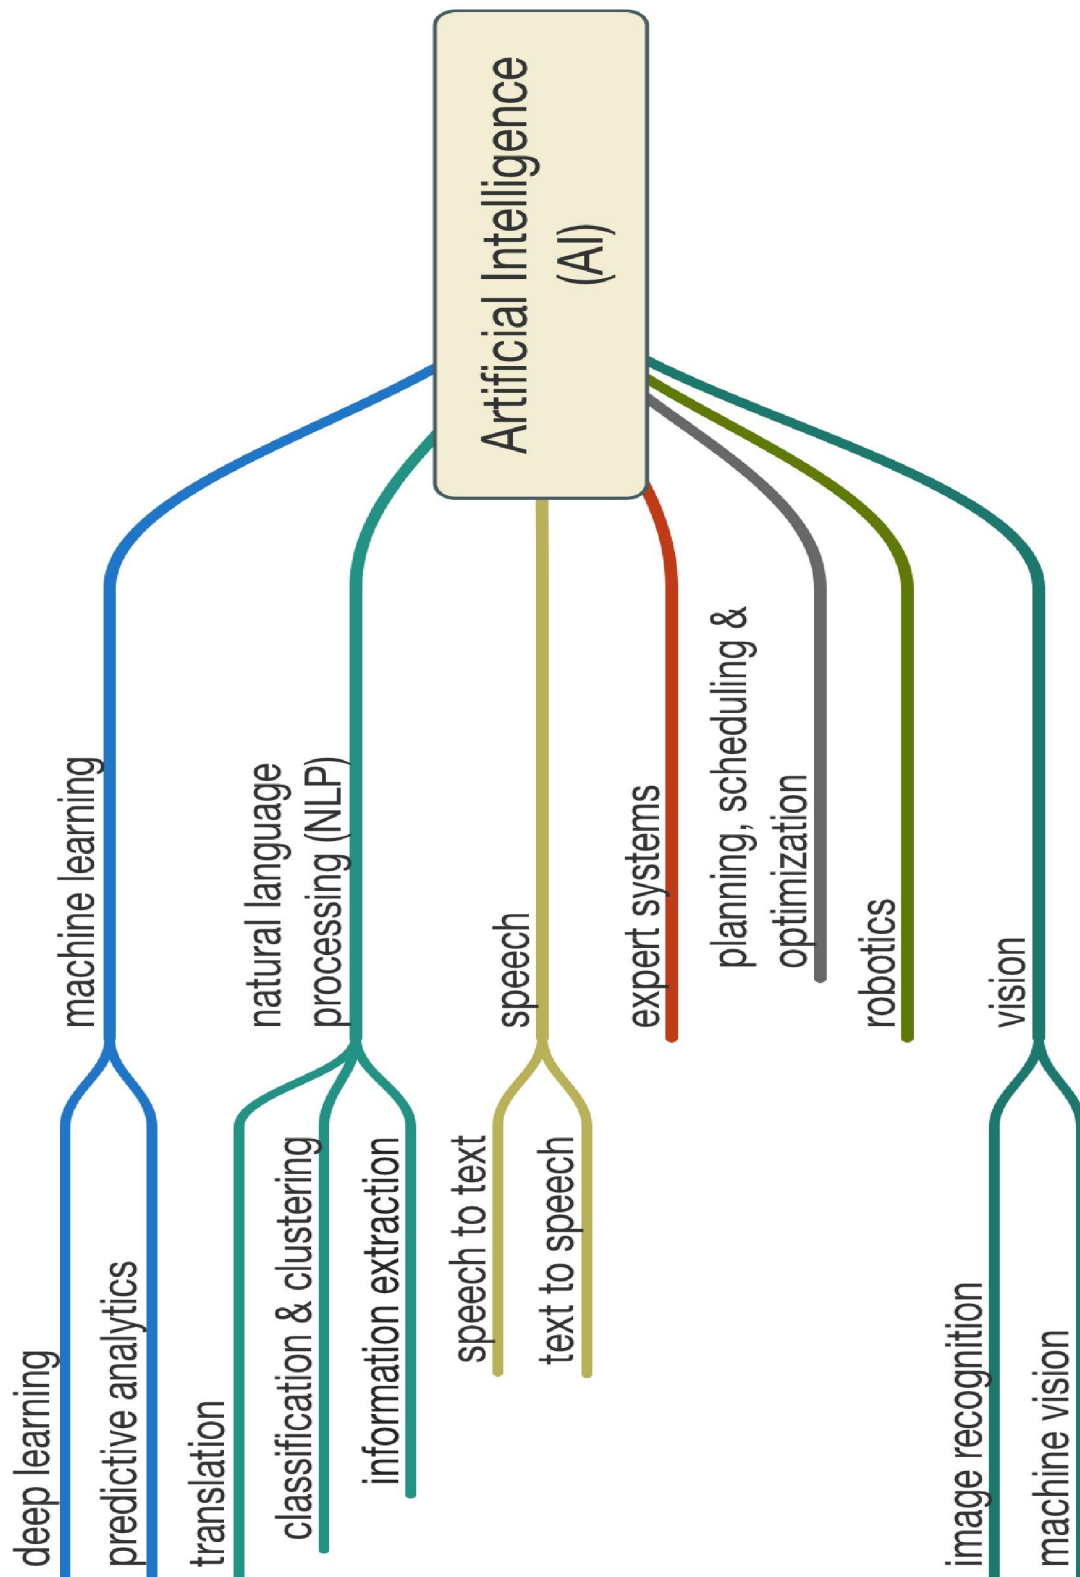 Artificial Intelligence
(AI)
machine learning
deep learning
predictive analytics
natural language
processing (NLP)
translation
classification & clustering
information extraction
speech
speech to text
text to speech
expert systems
planning, scheduling &
optimization
robotics
vision
image recognition
machine vision